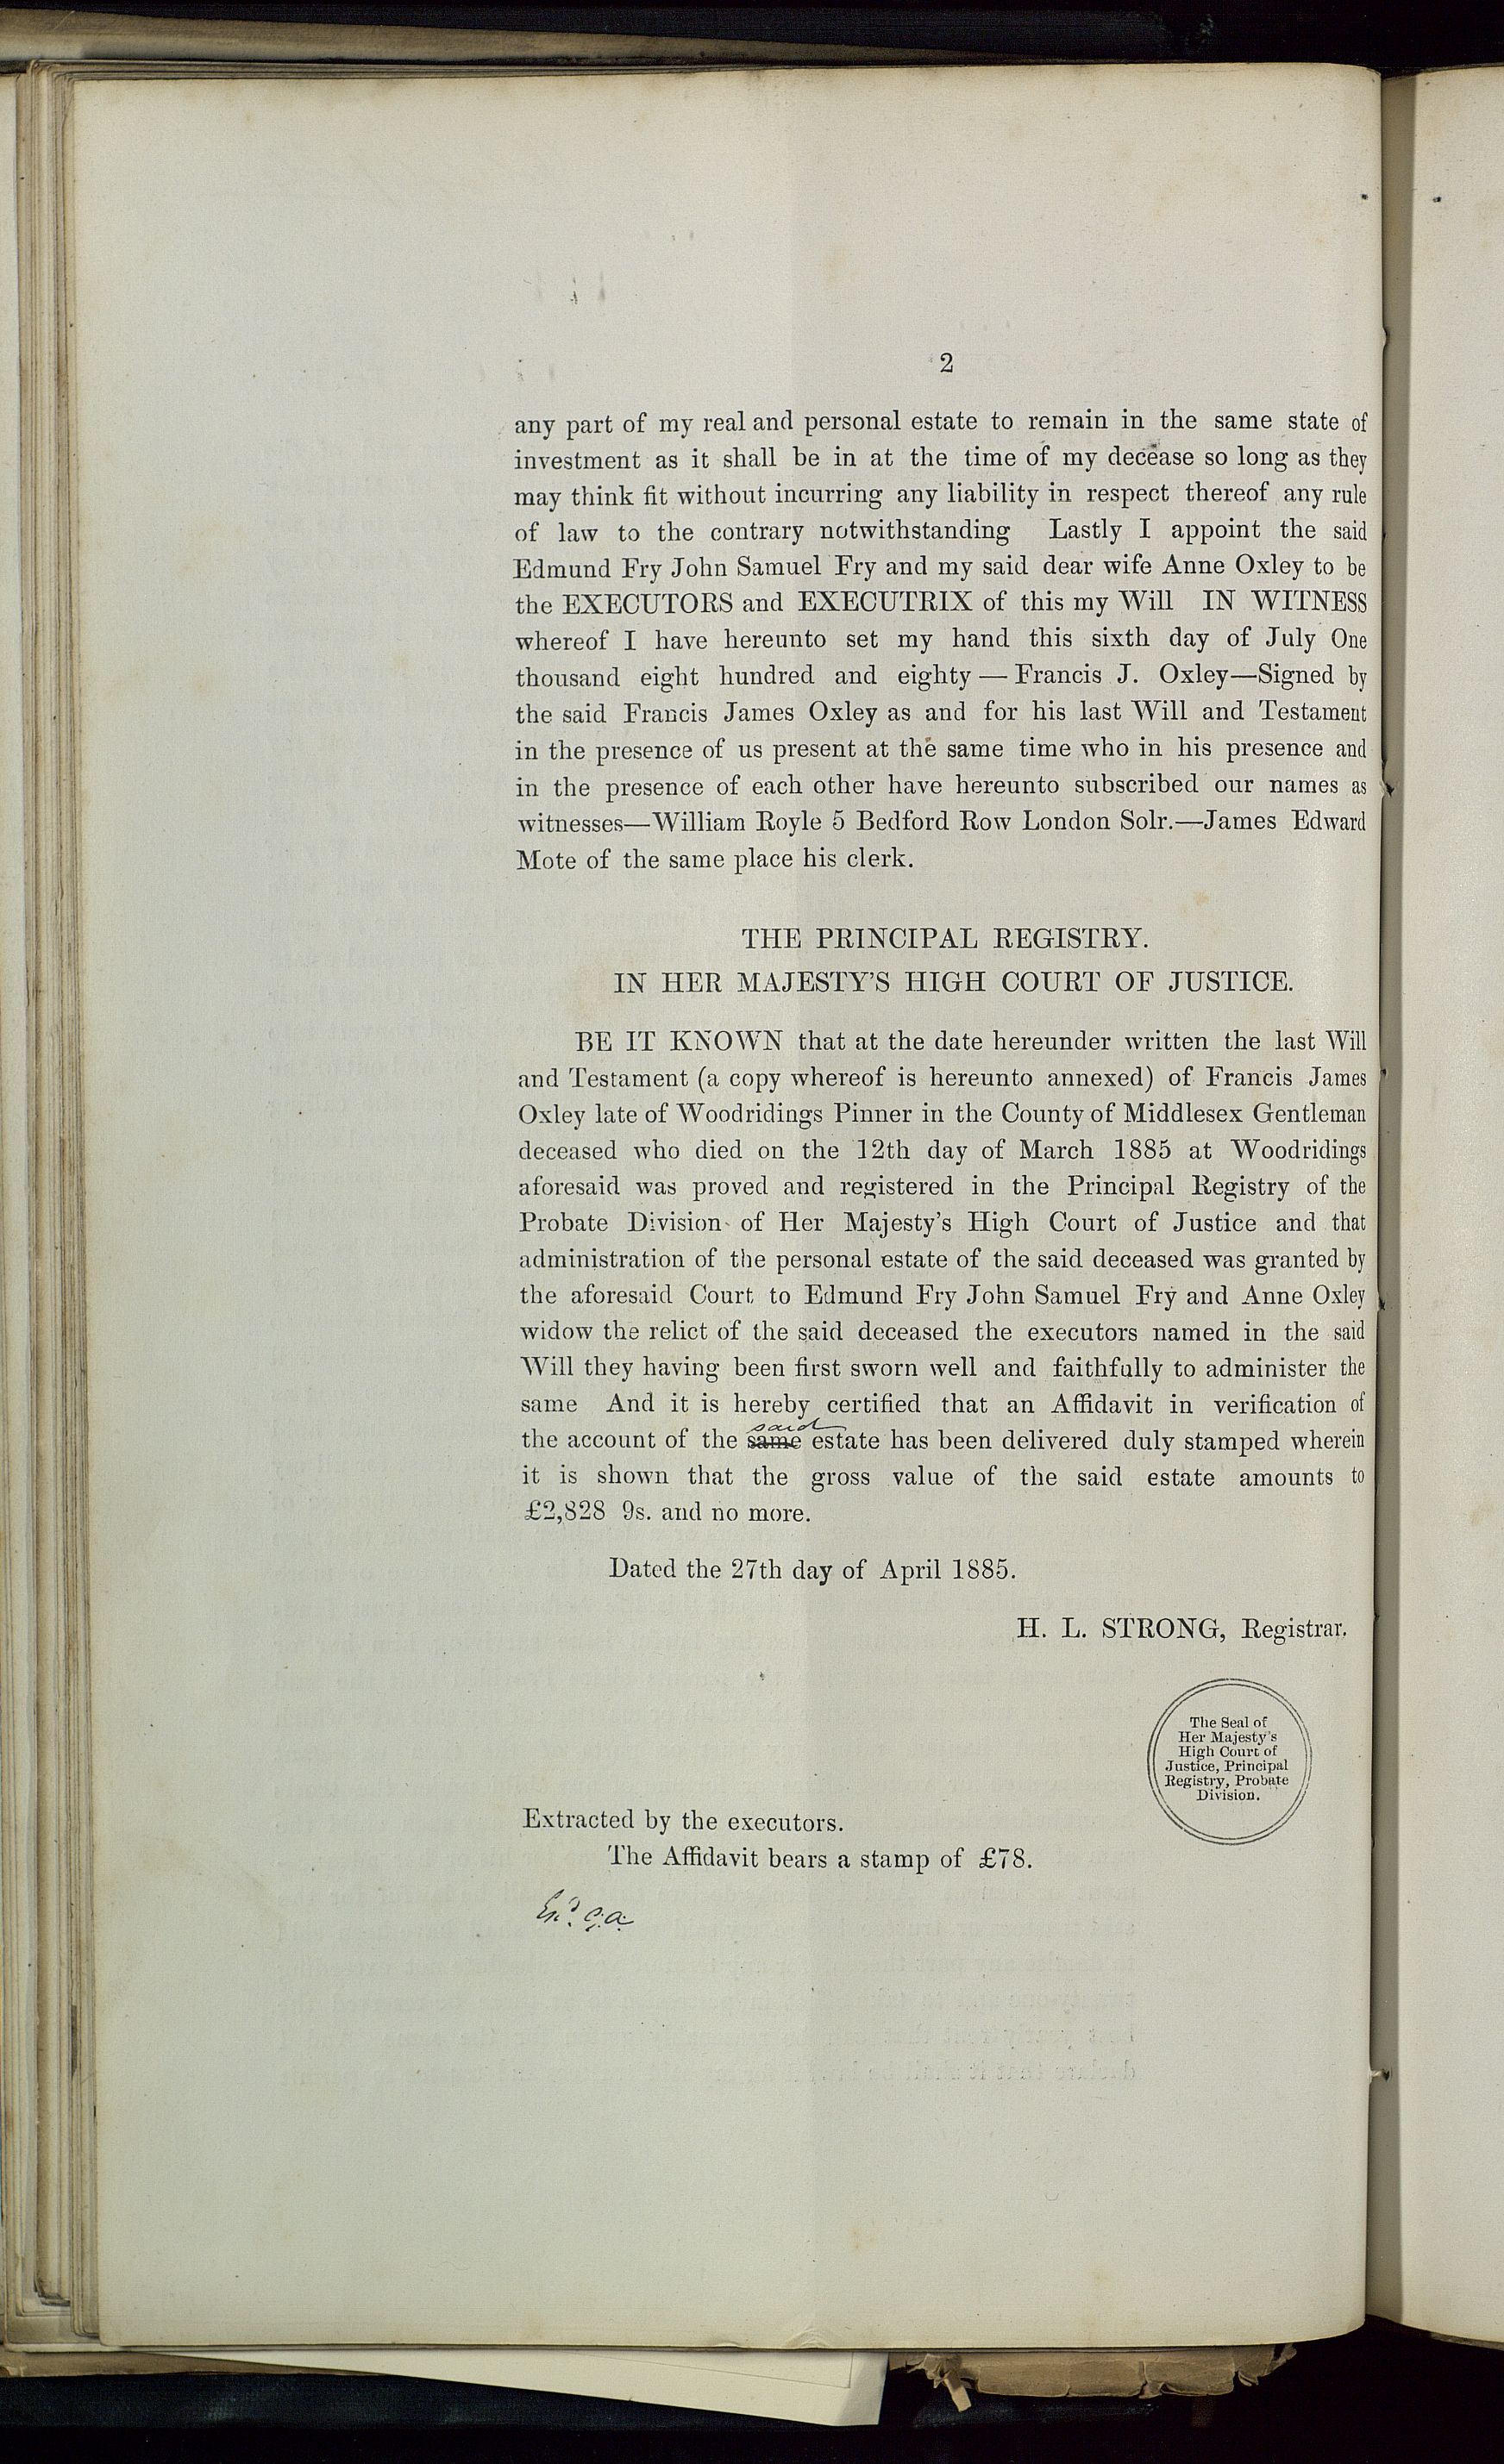 2
any part of my real and personal estate to remain in the same state of
investment as it shall be in at the time of my decease so long as they
may think fit without incurring any liability in respect thereof any rule
of law to the contrary notwithstanding Lastly I appoint the said
Edmund Fry John Samuel Fry and my said dear wife Anne Oxley to be
the EXECUTORS and EXECUTRIX of this my Will IN WITNESS
whereof I have hereunto set my hand this sixth day of July One
thousand eight hundred and eighty — Francis J. Oxley—Signed by
the said Francis James Oxley as and for his last Will and Testament
in the presence of us present at the same time who in his presence and
in the presence of each other have hereunto subscribed our names as
witnesses—William Royle 5 Bedford Row London Solr.—James Edward
Mote of the same place his clerk.
THE PRINCIPAL REGISTRY.
IN HER MAJESTY'S HIGH COURT OF JUSTICE.
BE IT KNOWN that at the date hereunder written the last Will
and Testament (a copy whereof is hereunto annexed) of Francis James
Oxley late of Woodridings Pinner in the County of Middlesex Gentleman
deceased who died on the 12th day of March 1885 at Woodridings
aforesaid was proved and registered in the Principal Registry of the
Probate Division of Her Majesty's High Court of Justice and that
administration of the personal estate of the said deceased was granted by
the aforesaid Court to Edmund Fry John Samuel Fry and Anne Oxley
widow the relict of the said deceased the executors named in the said
Will they having been first sworn well and faithfully to administer the
same And it is hereby certified that an Affidavit in verification of
said
the account of the same estate has been delivered duly stamped wherein
it is shown that the gross value of the said estate amounts to
£2,828 9s. and no more.
Dated the 27th day of April 1885.
H. L. STRONG, Registrar.
The Seal of
Her Majesty's
High Court of
Justice, Principal
Registry, Probate
Division.
Extracted by the executors.
The Affidavit bears a stamp of £78.